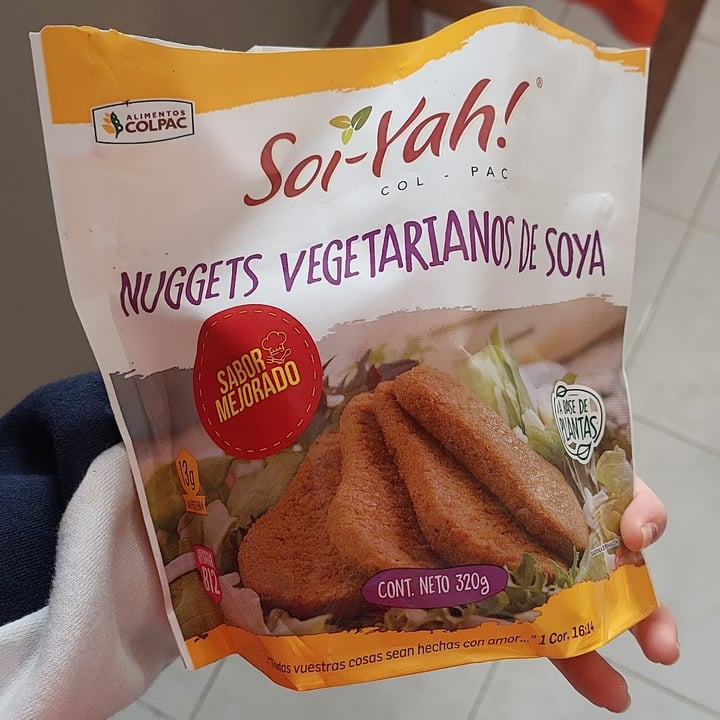 ALIMENTOS
COLPAC
Soi-Yah!®
COL - PAC
NUGGETS VEGETARIANOS DE SOYA
SABOR
MEJORADO
A BASE DE
PLANTAS
13g
B12
CONT. NETO 320g
"Todas vuestras cosas sean hechas con amor..." 1 Cor. 16:14